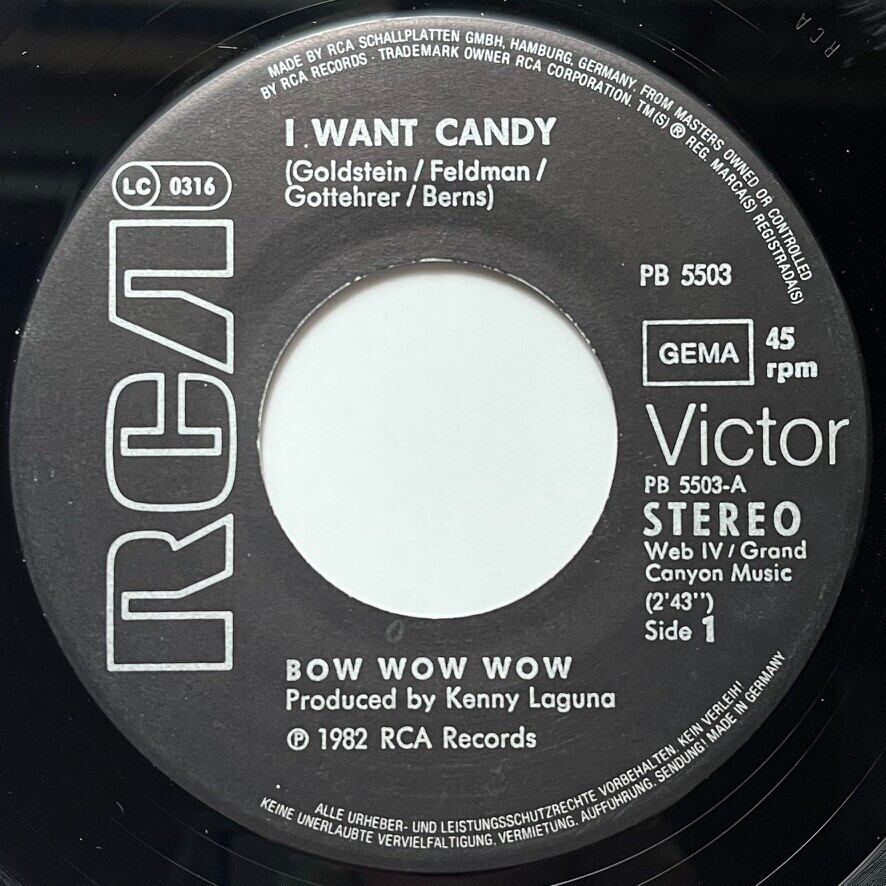 MADE BY RCA SCHALLPLATTEN GMBH, HAMBURG, GERMANY, FROM MASTERS OWNED OR CONTROLLED
BY RCA RECORDS · TRADEMARK OWNER RCA CORPORATION. TM(S) ® REG. MARCA(S) REGISTRADA(S)
I WANT CANDY
(Goldstein / Feldman /
Gottehrer / Berns)
LC 0316
RCA
PB 5503
GEMA
45
rpm
Victor
PB 5503-A
STEREO
Web IV / Grand
Canyon Music
(2'43'')
Side 1
BOW WOW WOW
Produced by Kenny Laguna
℗ 1982 RCA Records
ALLE URHEBER- UND LEISTUNGSSCHUTZRECHTE VORBEHALTEN. KEIN VERLEIH!
KEINE UNERLAUBTE VERVIELFÄLTIGUNG, VERMIETUNG, AUFFÜHRUNG, SENDUNG! MADE IN GERMANY
RCA